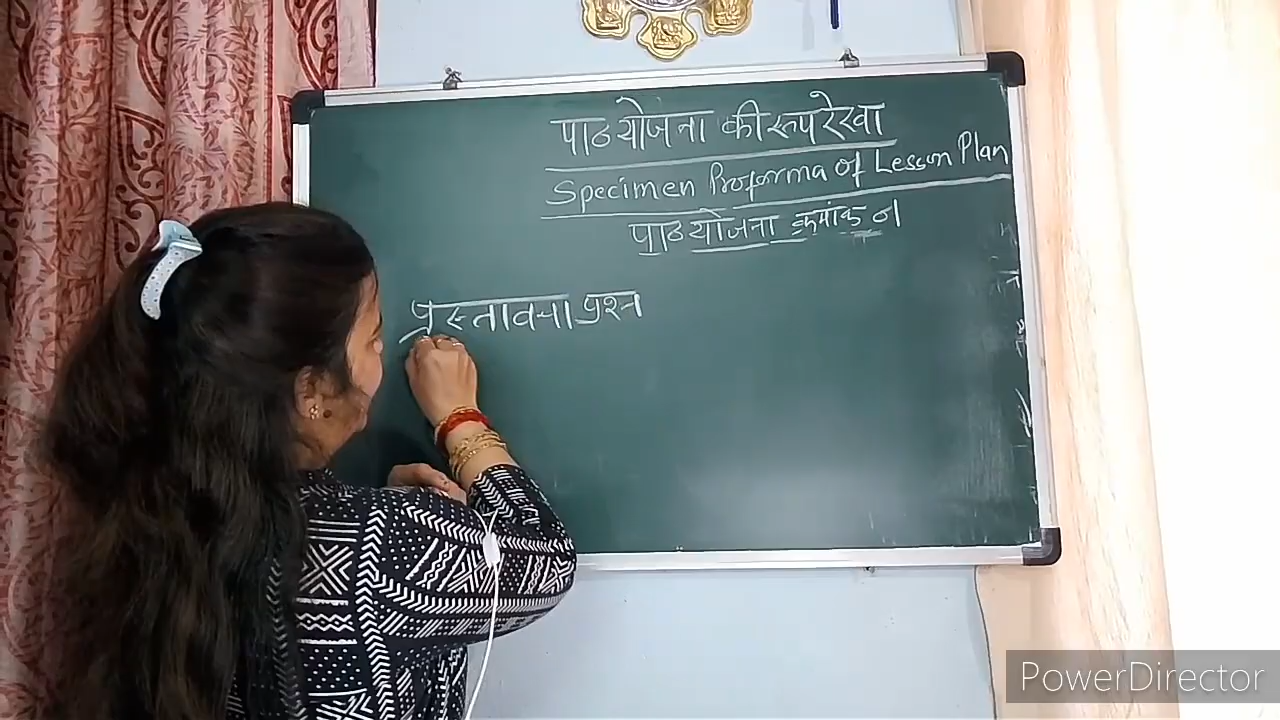 पाठ योजना की रूपरेखा
Specimen Proforma of Lesson Plan
पाठ योजना क्रमांक न
प्रस्तावना प्रश्न
PowerDirector